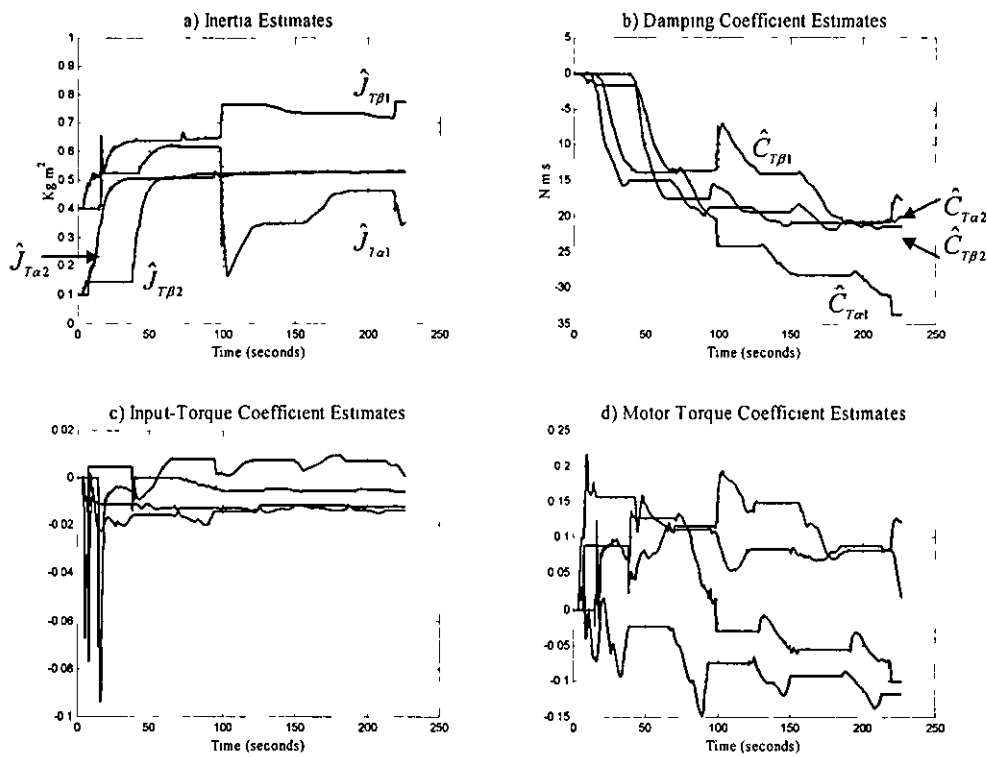 a) Inertia Estimates
b) Damping Coefficient Estimates
1
0 9
0 8
0.7
0.6
0.5
0.4
0.3
0 2
0 1
0
Kg m²
Ĵ_Tβ1
Ĵ_Tα1
Ĵ_Tα2
Ĵ_Tβ2
0 50 100 150 200 250
Time (seconds)
5
0
-5
10
15
20
25
-30
35
N m s
Ĉ_Tβ1
Ĉ_Tα2
Ĉ_Tβ2
Ĉ_Tα1
0 50 100 150 200 250
Time (seconds)
c) Input-Torque Coefficient Estimates
d) Motor Torque Coefficient Estimates
0 02
0
-0 02
-0 04
-0 06
-0 08
-0 1
0 50 100 150 200 250
Time (seconds)
0 25
0.2
0.15
0.1
0 05
0
-0 05
-0 1
-0 15
0 50 100 150 200 250
Time (seconds)